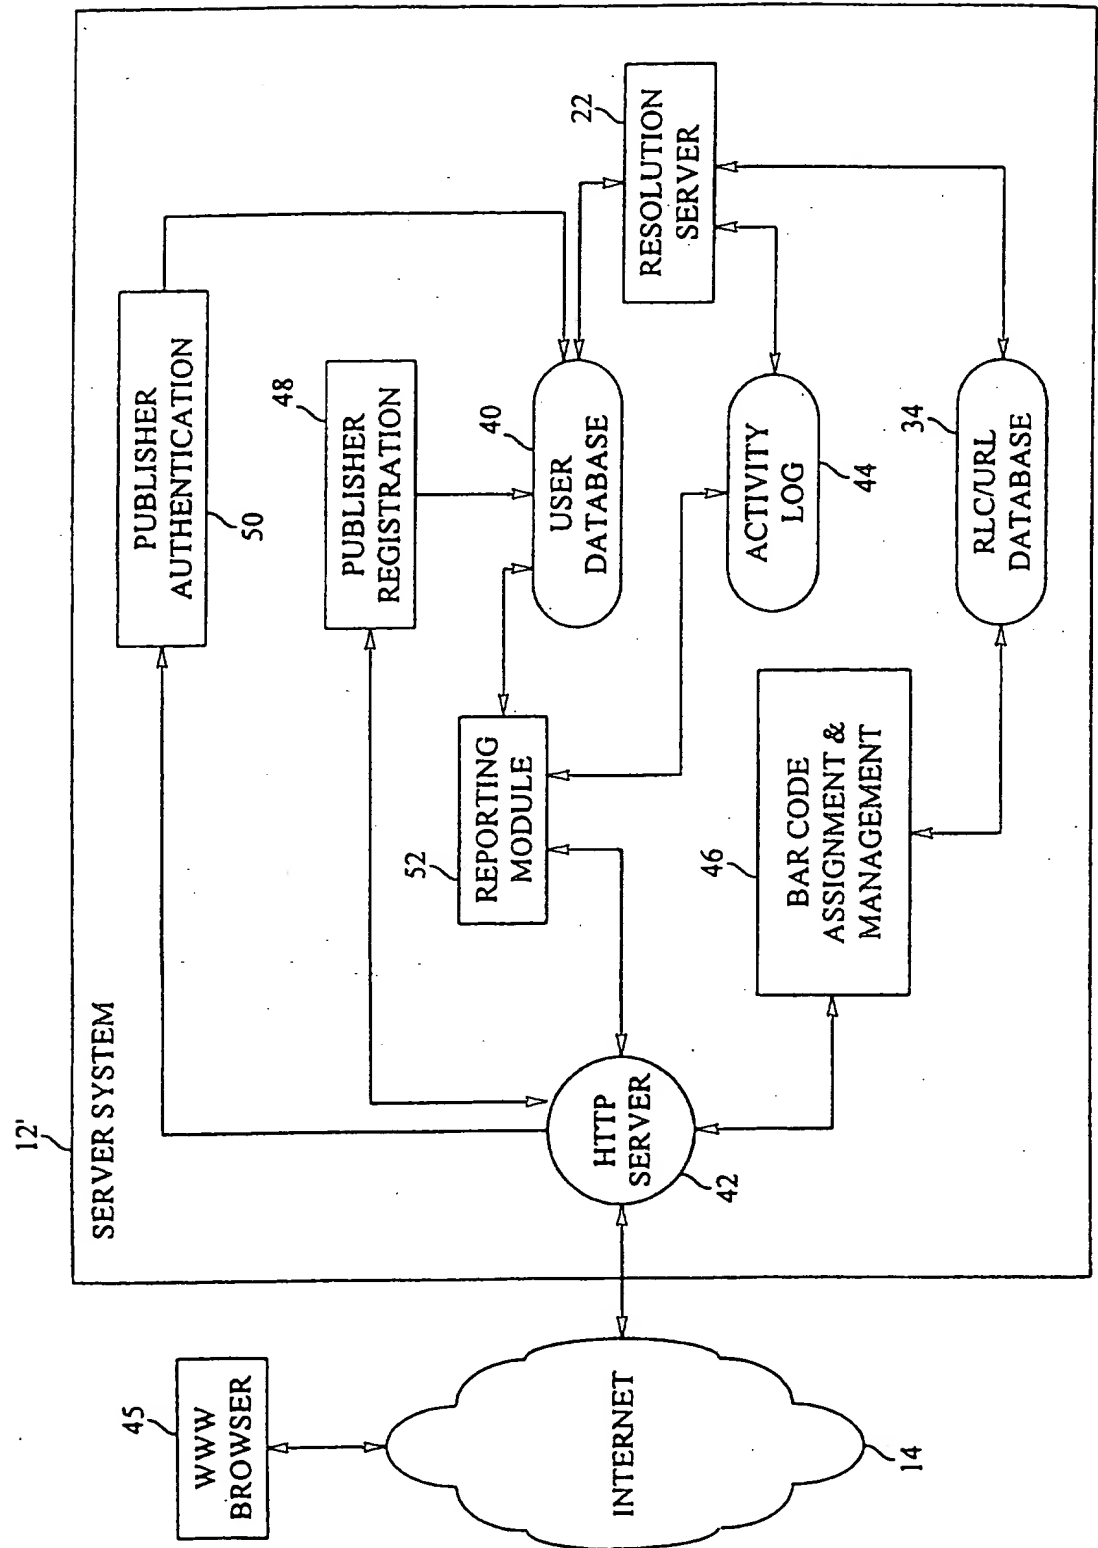 12'
SERVER SYSTEM
PUBLISHER
AUTHENTICATION
50
48
PUBLISHER
REGISTRATION
22
RESOLUTION
SERVER
40
USER
DATABASE
52
REPORTING
MODULE
45
WWW
BROWSER
HTTP
SERVER
42
ACTIVITY
LOG
44
46
BAR CODE
ASSIGNMENT &
MANAGEMENT
34
RLC/URL
DATABASE
INTERNET
14